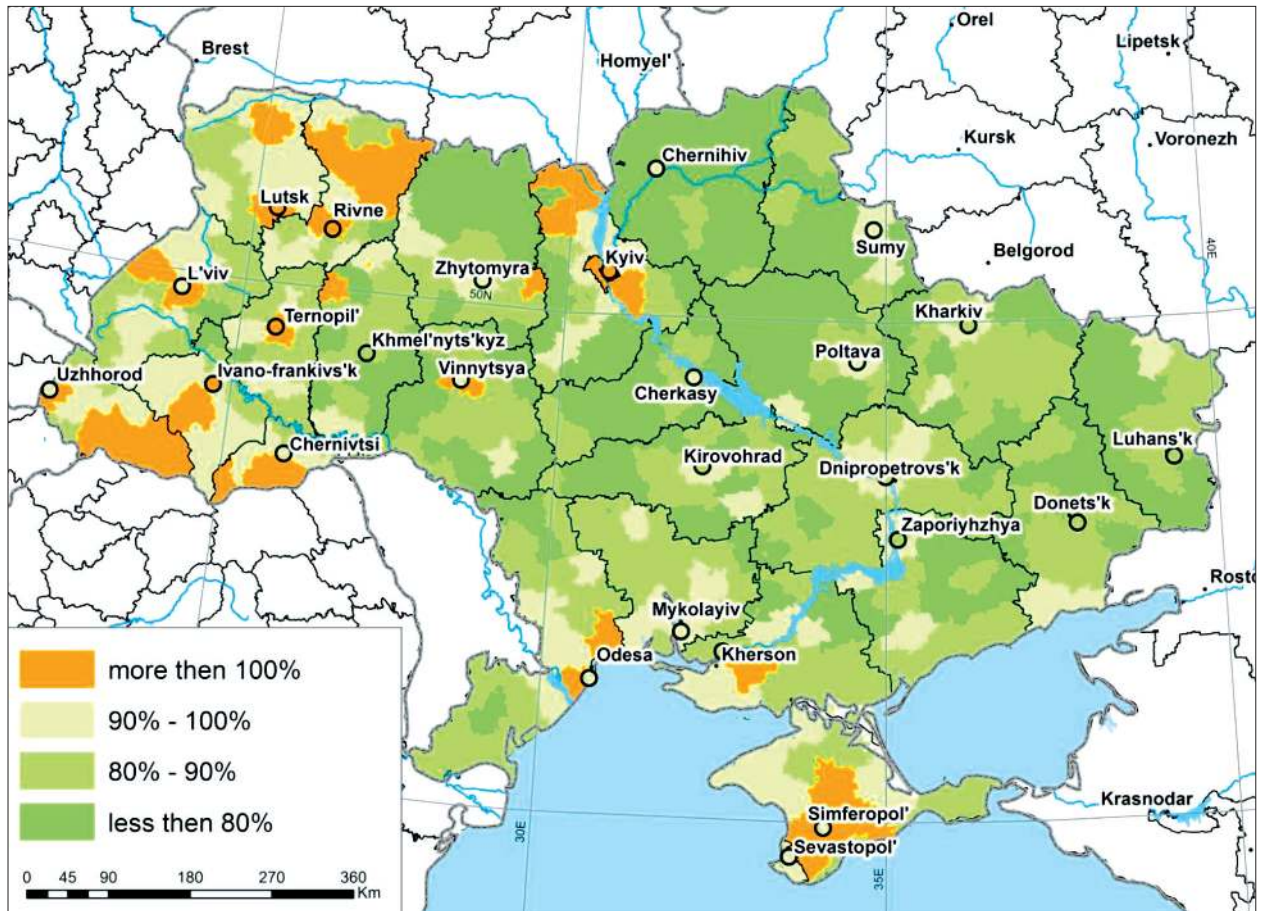 Orel
Brest
Lipetsk
Homyel'
Kursk
Voronezh
Chernihiv
Lutsk
Rivne
Sumy
40E
Belgorod
Kyiv
L'viv
Zhytomyra
50N
Ternopil'
Kharkiv
Khmel'nyts'kyz
Poltava
Uzhhorod
Ivano-frankivs'k
Vinnytsya
Cherkasy
Chernivtsi
Luhans'k
Kirovohrad
Dnipropetrovs'k
Donets'k
Zaporiyhzhya
Rosto
Mykolayiv
Odesa
Kherson
more then 100%
90% - 100%
80% - 90%
less then 80%
Krasnodar
Simferopol'
30E
Sevastopol'
35E
0 45 90 180 270 360
Km